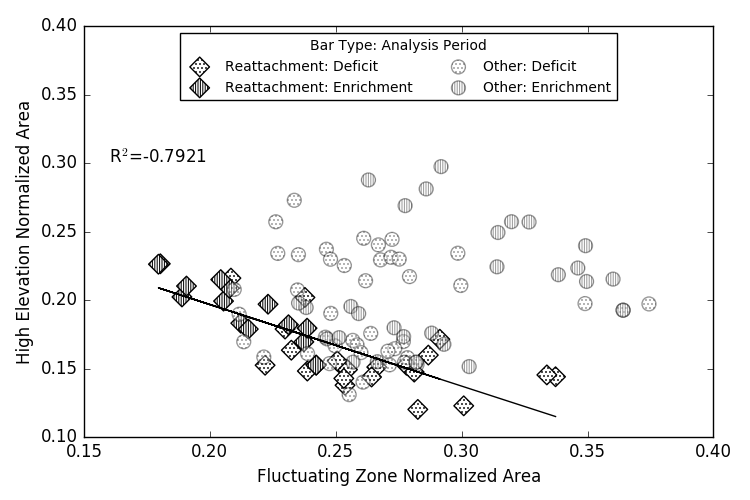 0.40
Bar Type: Analysis Period
Reattachment: Deficit
Other: Deficit
Reattachment: Enrichment
Other: Enrichment
0.35
R²=-0.7921
0.30
0.25
0.20
0.15
0.10
High Elevation Normalized Area
0.15 0.20 0.25 0.30 0.35 0.40
Fluctuating Zone Normalized Area